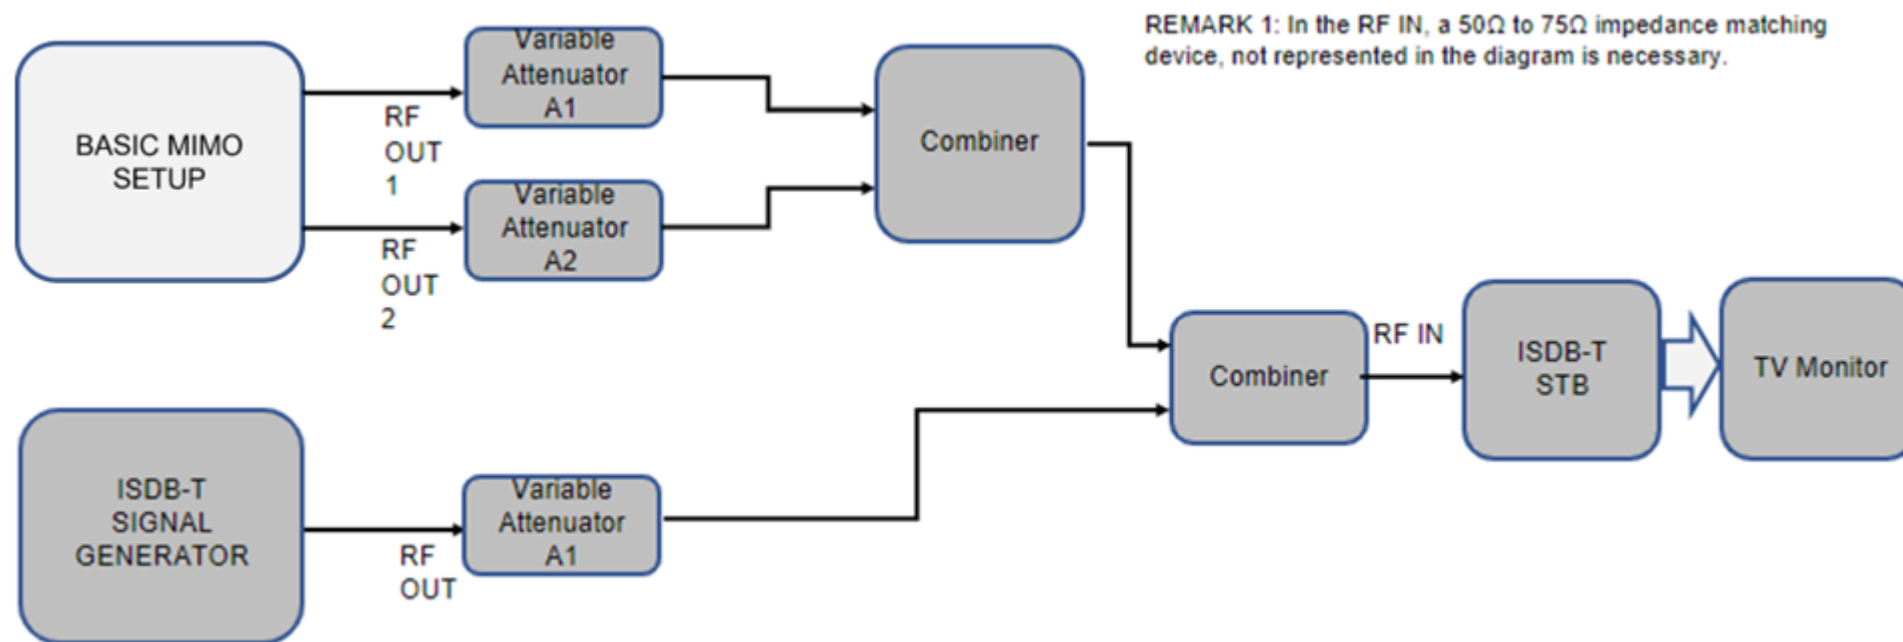 REMARK 1: In the RF IN, a 50Ω to 75Ω impedance matching
device, not represented in the diagram is necessary.
BASIC MIMO
SETUP
RF
OUT
1
Variable
Attenuator
A1
RF
OUT
2
Variable
Attenuator
A2
Combiner
ISDB-T
SIGNAL
GENERATOR
RF
OUT
Variable
Attenuator
A1
Combiner
RF IN
ISDB-T
STB
TV Monitor